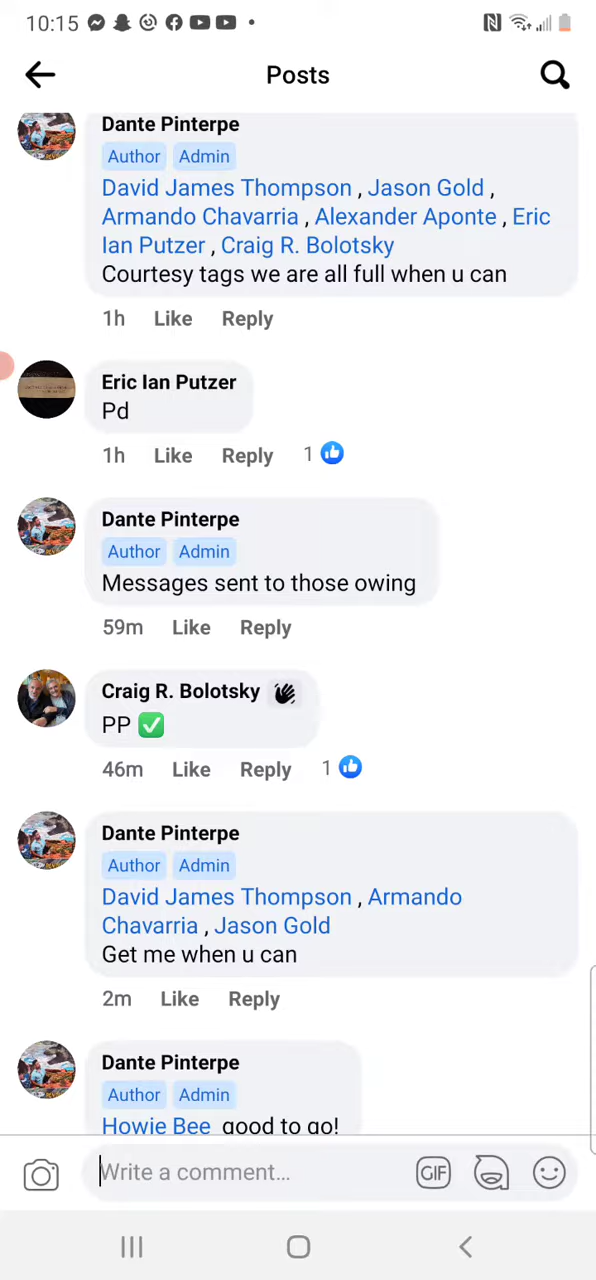 10:15
Posts
Dante Pinterpe
Author Admin
David James Thompson , Jason Gold ,
Armando Chavarria , Alexander Aponte , Eric
Ian Putzer , Craig R. Bolotsky
Courtesy tags we are all full when u can
1h Like Reply
Eric Ian Putzer
Pd
1h Like Reply 1
Dante Pinterpe
Author Admin
Messages sent to those owing
59m Like Reply
Craig R. Bolotsky
PP ✅
46m Like Reply 1
Dante Pinterpe
Author Admin
David James Thompson , Armando
Chavarria , Jason Gold
Get me when u can
2m Like Reply
Dante Pinterpe
Author Admin
Howie Bee good to go!
Write a comment...
GIF